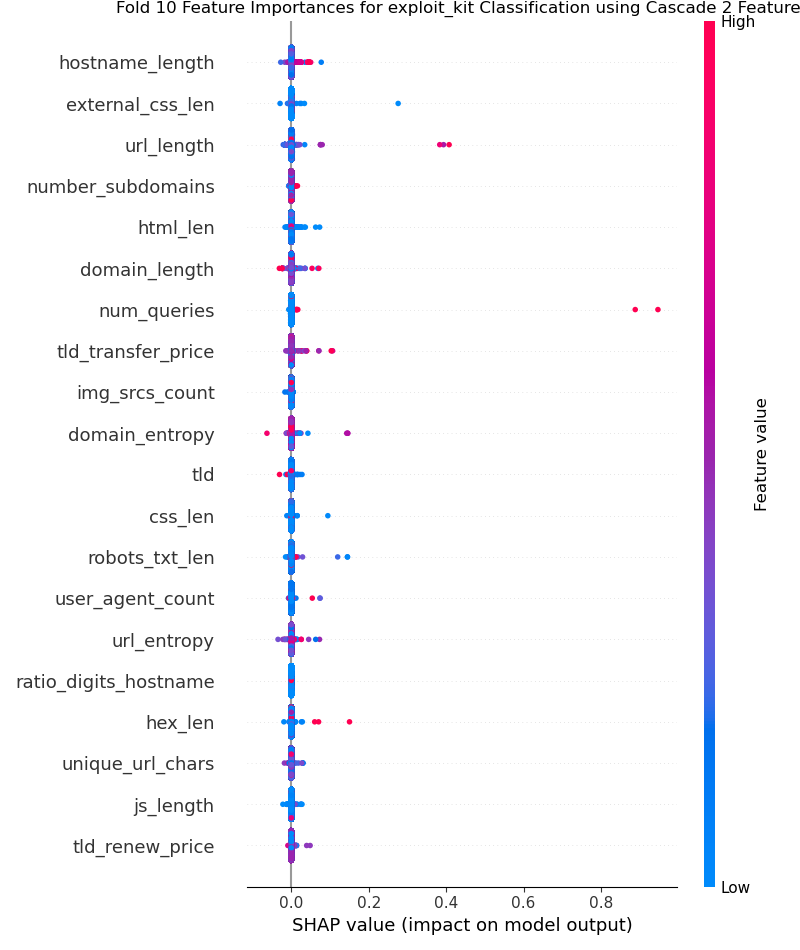 Fold 10 Feature Importances for exploit_kit Classification using Cascade 2 Feature
High
hostname_length
external_css_len
url_length
number_subdomains
html_len
domain_length
num_queries
tld_transfer_price
img_srcs_count
domain_entropy
tld
css_len
robots_txt_len
user_agent_count
url_entropy
ratio_digits_hostname
hex_len
unique_url_chars
js_length
tld_renew_price
Feature value
Low
0.0 0.2 0.4 0.6 0.8
SHAP value (impact on model output)